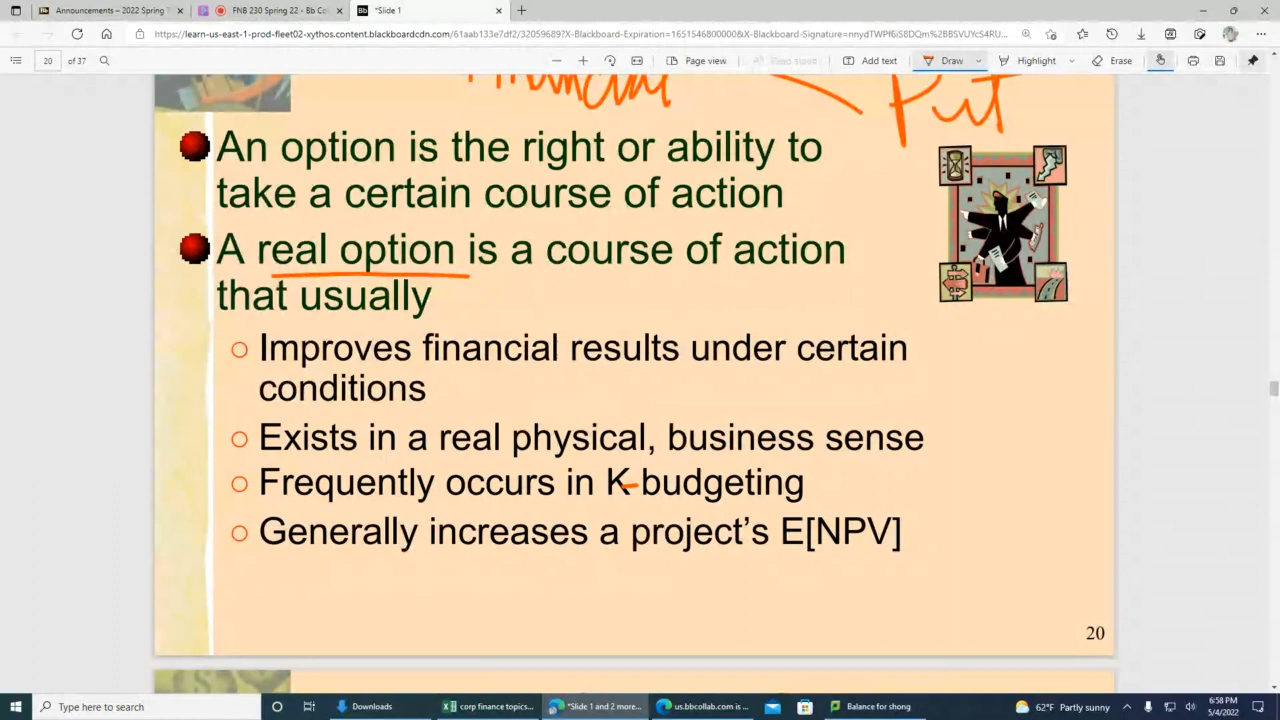 Announcements – 2022 Spring T
FNB 230 Spring 22 - Bb Co
*Slide 1
20 of 37
Page view
Read aloud
Add text
Draw
Highlight
Erase
Financial
Put
An option is the right or ability to
take a certain course of action
A real option is a course of action
that usually
Improves financial results under certain
conditions
Exists in a real physical, business sense
Frequently occurs in K-budgeting
Generally increases a project’s E[NPV]
20
Type here to search
Downloads
corp finance topics...
*Slide 1 and 2 more...
us.bbcollab.com is ...
Balance for shong
62°F Partly sunny
6:58 PM
5/4/2022